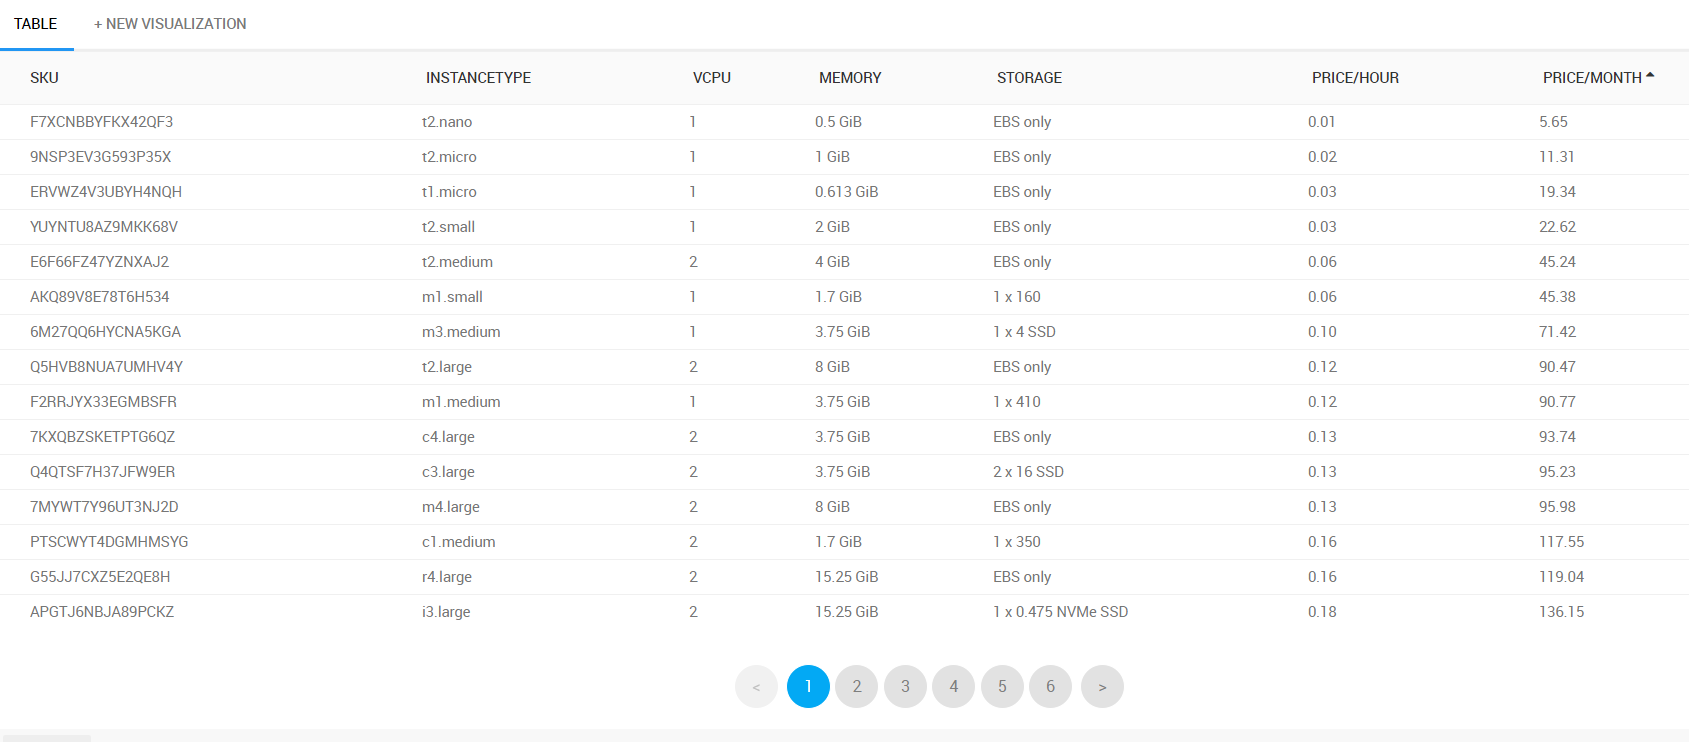 TABLE + NEW VISUALIZATION
SKU INSTANCETYPE VCPU MEMORY STORAGE PRICE/HOUR PRICE/MONTH
F7XCNBBYFKX42QF3 t2.nano 1 0.5 GiB EBS only 0.01 5.65
9NSP3EV3G593P35X t2.micro 1 1 GiB EBS only 0.02 11.31
ERVWZ4V3UBYH4NQH t1.micro 1 0.613 GiB EBS only 0.03 19.34
YUYNTU8AZ9MKK68V t2.small 1 2 GiB EBS only 0.03 22.62
E6F66FZ47YZNXAJ2 t2.medium 2 4 GiB EBS only 0.06 45.24
AKQ89V8E78T6H534 m1.small 1 1.7 GiB 1 x 160 0.06 45.38
6M27QQ6HYCNA5KGA m3.medium 1 3.75 GiB 1 x 4 SSD 0.10 71.42
Q5HVB8NUA7UMHV4Y t2.large 2 8 GiB EBS only 0.12 90.47
F2RRJYX33EGMBSFR m1.medium 1 3.75 GiB 1 x 410 0.12 90.77
7KXQBZSKETPTG6QZ c4.large 2 3.75 GiB EBS only 0.13 93.74
Q4QTSF7H37JFW9ER c3.large 2 3.75 GiB 2 x 16 SSD 0.13 95.23
7MYWT7Y96UT3NJ2D m4.large 2 8 GiB EBS only 0.13 95.98
PTSCWYT4DGMHMSYG c1.medium 2 1.7 GiB 1 x 350 0.16 117.55
G55JJ7CXZ5E2QE8H r4.large 2 15.25 GiB EBS only 0.16 119.04
APGTJ6NBJA89PCKZ i3.large 2 15.25 GiB 1 x 0.475 NVMe SSD 0.18 136.15
< 1 2 3 4 5 6 >